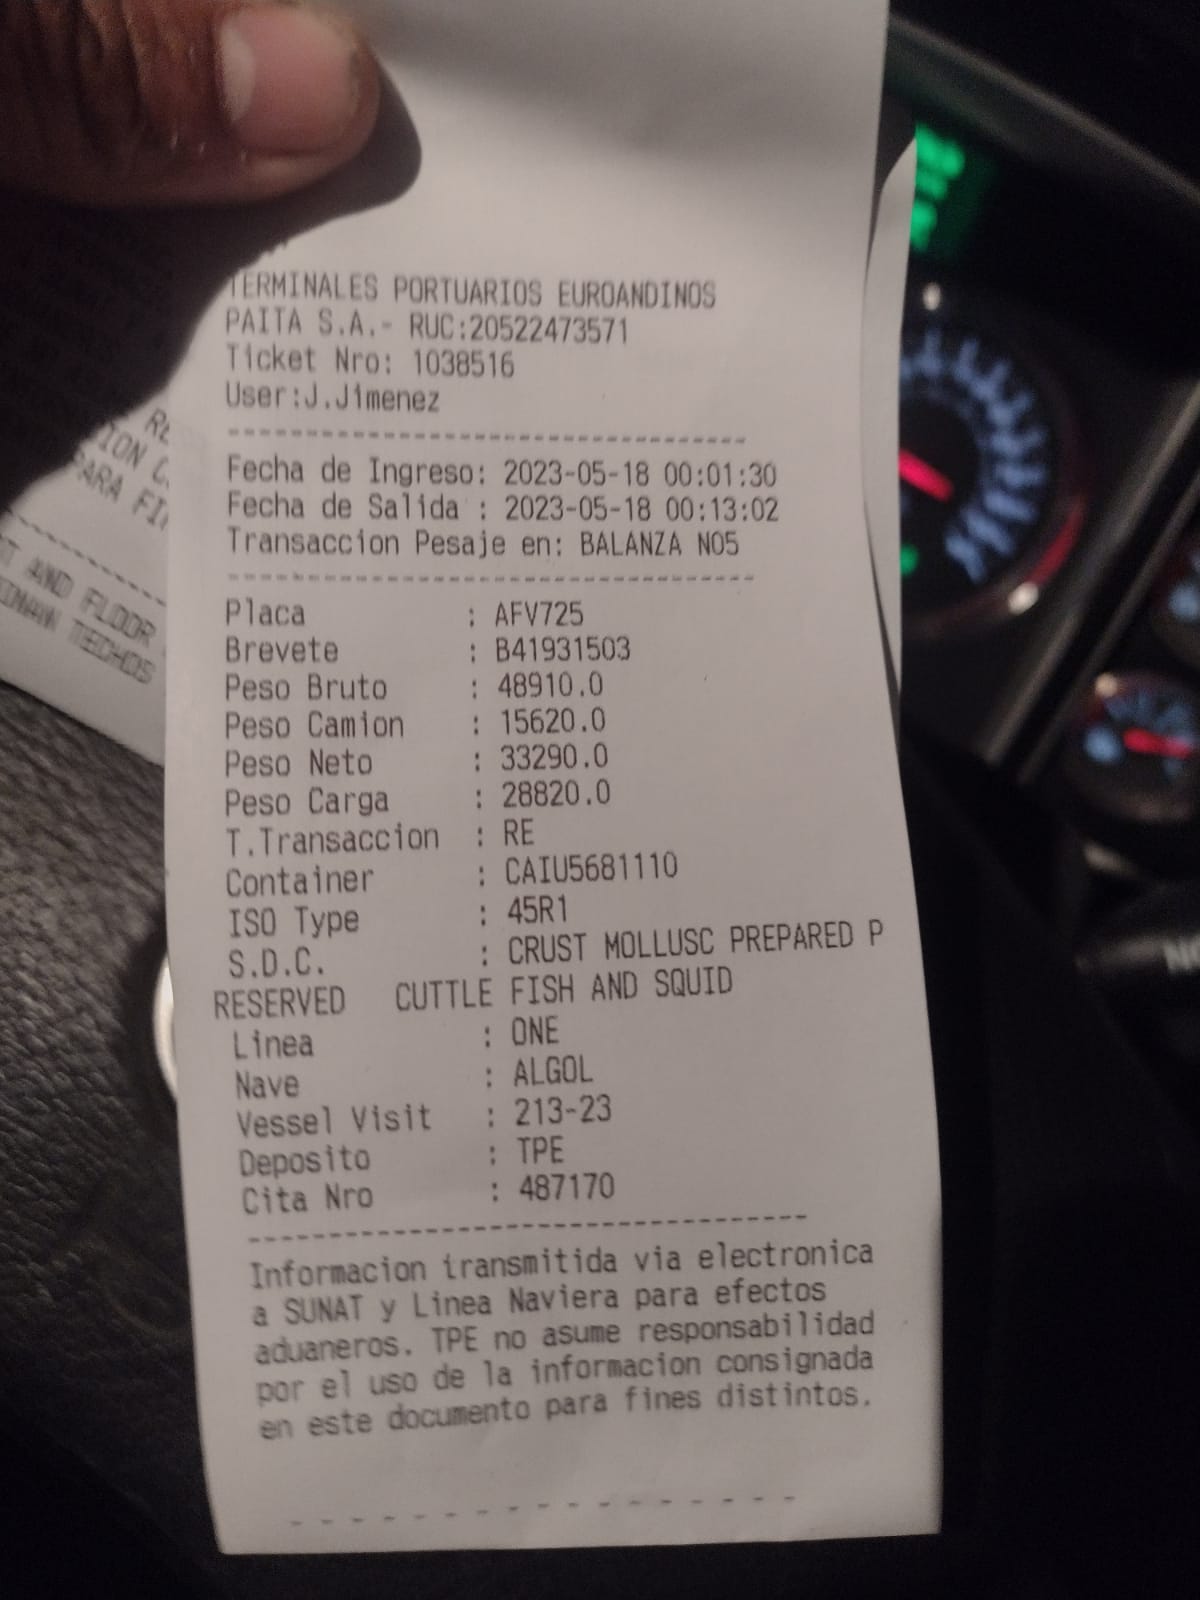 TERMINALES PORTUARIOS EUROANDINOS
PAITA S.A.- RUC:20522473571
Ticket Nro: 1038516
User:J.Jimenez
------------------------------------
Fecha de Ingreso: 2023-05-18 00:01:30
Fecha de Salida : 2023-05-18 00:13:02
Transaccion Pesaje en: BALANZA NO5
------------------------------------
Placa : AFV725
Brevete : B41931503
Peso Bruto : 48910.0
Peso Camion : 15620.0
Peso Neto : 33290.0
Peso Carga : 28820.0
T.Transaccion : RE
Container : CAIU5681110
ISO Type : 45R1
S.D.C. : CRUST MOLLUSC PREPARED P
RESERVED CUTTLE FISH AND SQUID
Linea : ONE
Nave : ALGOL
Vessel Visit : 213-23
Deposito : TPE
Cita Nro : 487170
------------------------------------
Informacion transmitida via electronica
a SUNAT y Linea Naviera para efectos
aduaneros. TPE no asume responsabilidad
por el uso de la informacion consignada
en este documento para fines distintos.
- - - - - - - - - - - - - - - - -
PARA
AND FLOOR
TECHOS